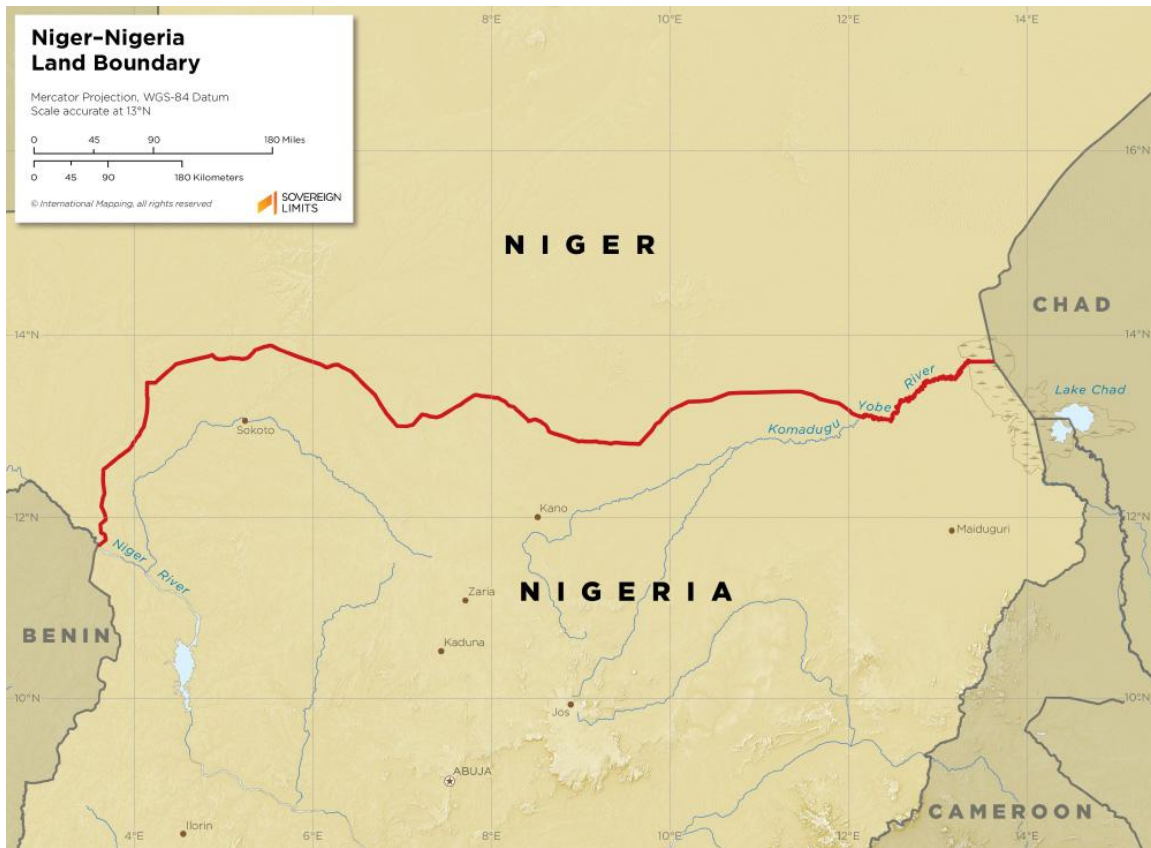 Niger–Nigeria
Land Boundary
Mercator Projection, WGS-84 Datum
Scale accurate at 13°N
0 45 90 180 Miles
0 45 90 180 Kilometers
© International Mapping, all rights reserved
SOVEREIGN
LIMITS
8°E 10°E 12°E 14°E
16°N 16°N
NIGER
CHAD
14°N 14°N
Lake Chad
Yobe River
Komadugu
Sokoto
12°N 12°N
Kano
Maiduguri
Niger River
NIGERIA
Zaria
BENIN
Kaduna
10°N 10°N
Jos
ABUJA
CAMEROON
Ilorin
4°E 6°E 8°E 10°E 12°E 14°E